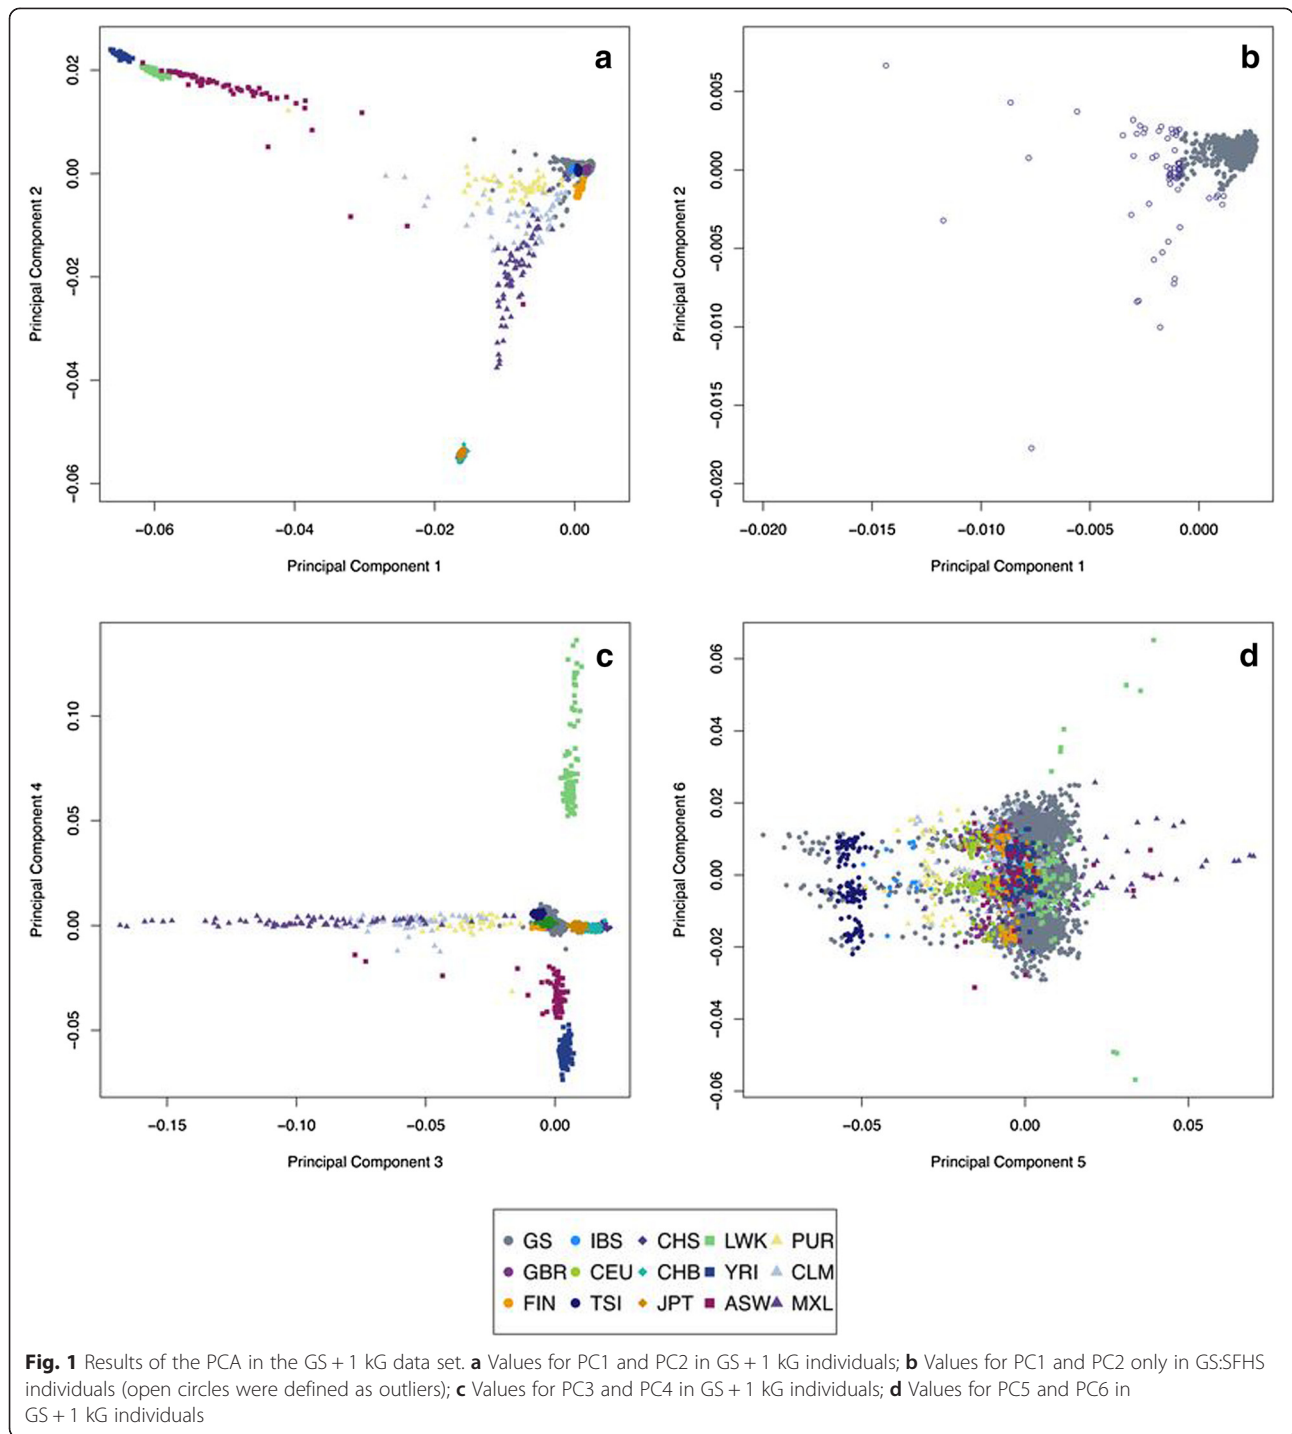 a
0.02
0.00
−0.02
−0.04
−0.06
Principal Component 2
−0.06 −0.04 −0.02 0.00
Principal Component 1
b
0.005
0.000
−0.005
−0.010
−0.015
−0.020
Principal Component 2
−0.020 −0.015 −0.010 −0.005 0.000
Principal Component 1
c
0.10
0.05
0.00
−0.05
Principal Component 4
−0.15 −0.10 −0.05 0.00
Principal Component 3
d
0.06
0.04
0.02
0.00
−0.02
−0.04
−0.06
Principal Component 6
−0.05 0.00 0.05
Principal Component 5
GS IBS CHS LWK PUR
GBR CEU CHB YRI CLM
FIN TSI JPT ASW MXL
Fig. 1 Results of the PCA in the GS + 1 kG data set. a Values for PC1 and PC2 in GS + 1 kG individuals; b Values for PC1 and PC2 only in GS:SFHS
individuals (open circles were defined as outliers); c Values for PC3 and PC4 in GS + 1 kG individuals; d Values for PC5 and PC6 in
GS + 1 kG individuals